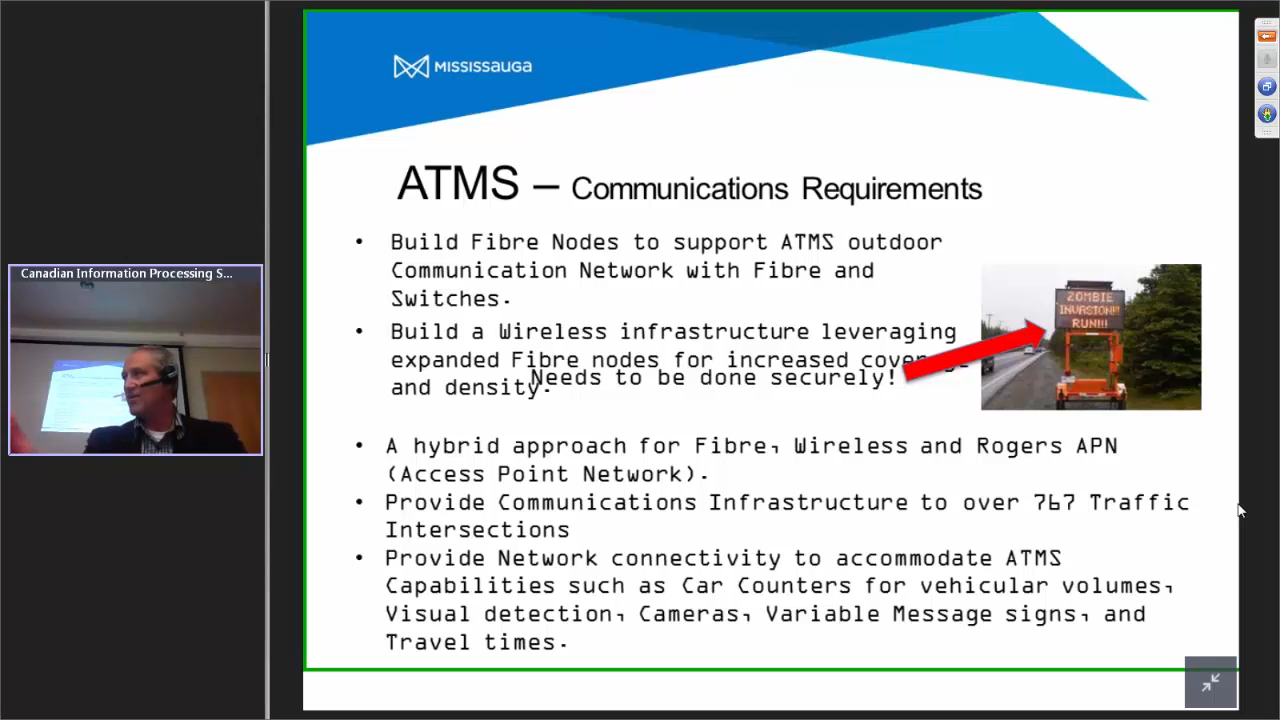 Canadian Information Processing S...
MISSISSAUGA
ATMS – Communications Requirements
• Build Fibre Nodes to support ATMS outdoor
Communication Network with Fibre and
Switches.
• Build a Wireless infrastructure leveraging
expanded Fibre nodes for increased
and density.
Needs to be done securely!
ZOMBIE
INVASION!!!
RUN!!!
• A hybrid approach for Fibre, Wireless and Rogers APN
(Access Point Network).
• Provide Communications Infrastructure to over 767 Traffic
Intersections
• Provide Network connectivity to accommodate ATMS
Capabilities such as Car Counters for vehicular volumes,
Visual detection, Cameras, Variable Message signs, and
Travel times.